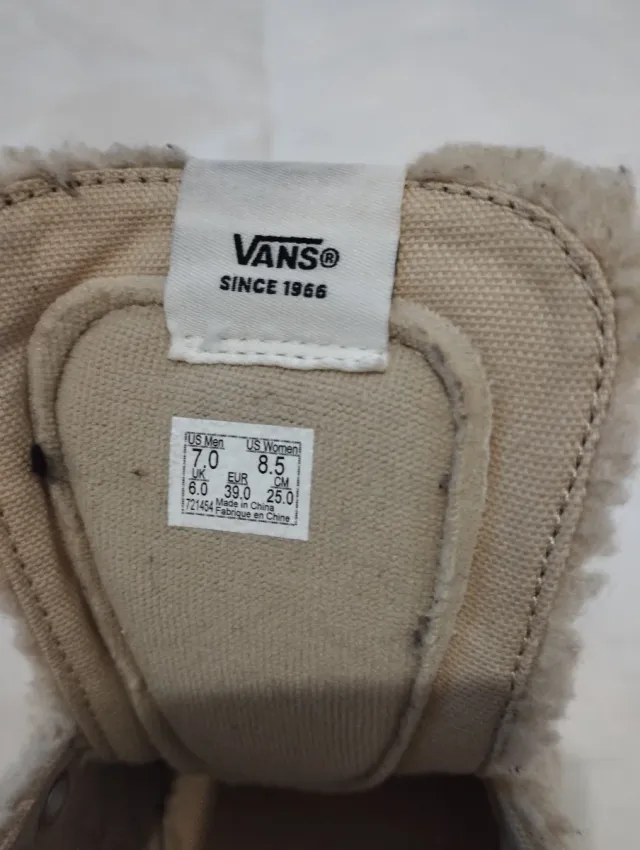 VANS®
SINCE 1966
US Men US Women
7.0 8.5
UK EUR CM
6.0 39.0 25.0
721454 Made in China
Fabrique en Chine